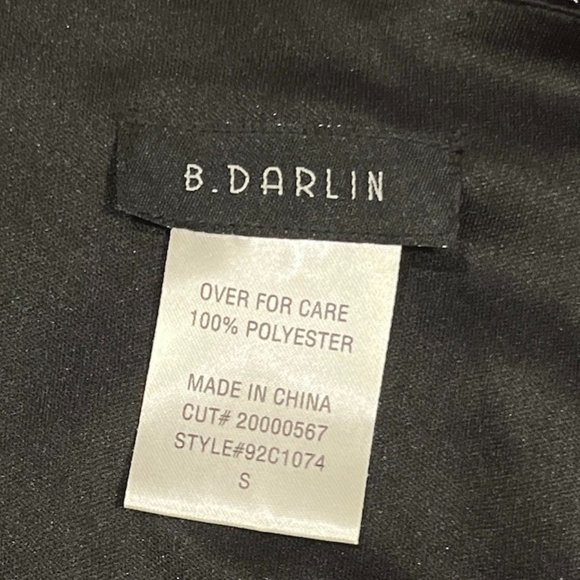 B.DARLIN
OVER FOR CARE
100% POLYESTER
MADE IN CHINA
CUT# 20000567
STYLE#92C1074
S